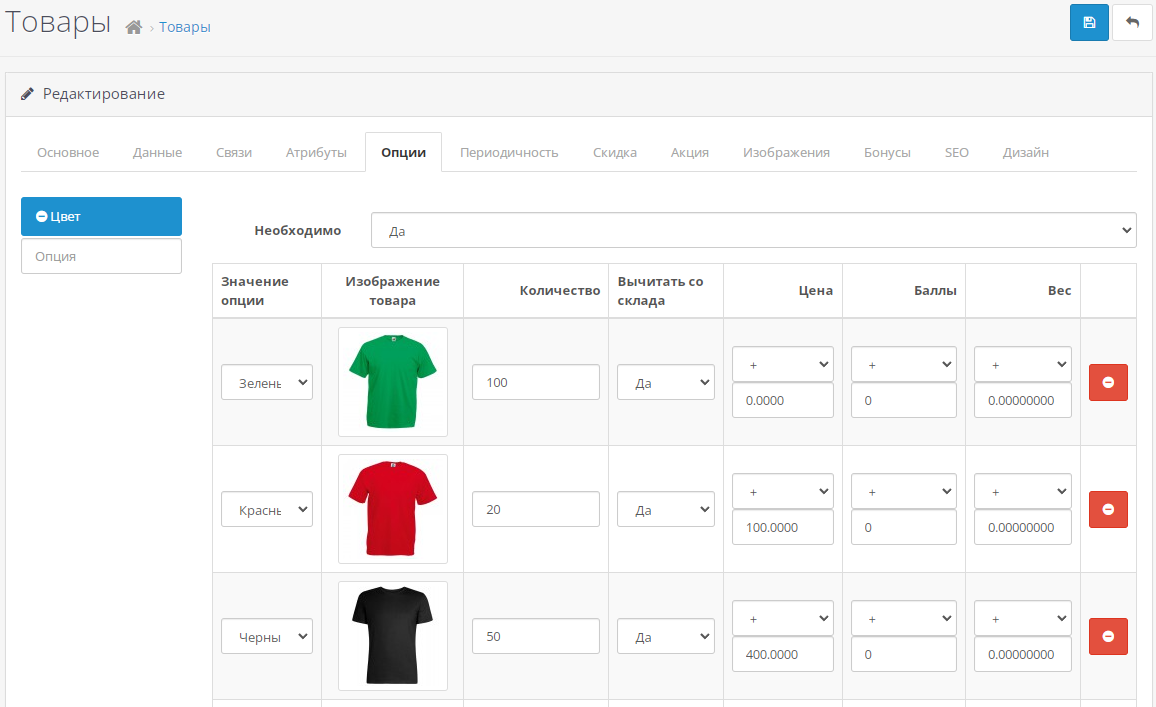 Товары
› Товары
Редактирование
Основное Данные Связи Атрибуты Опции Периодичность Скидка Акция Изображения Бонусы SEO Дизайн
Цвет
Опция
Необходимо Да
Значение опции Изображение товара Количество Вычитать со склада Цена Баллы Вес
+ + +
Зелень 100 Да
0.0000 0 0.00000000
+ + +
Краснь 20 Да
100.0000 0 0.00000000
+ + +
Черны 50 Да
400.0000 0 0.00000000